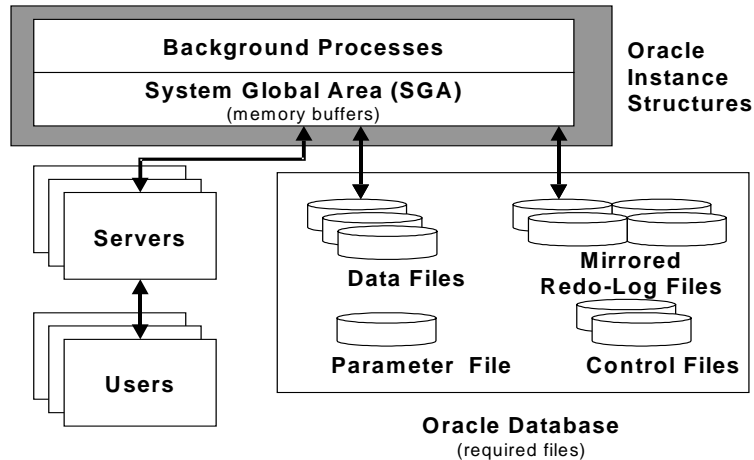 Background Processes
System Global Area (SGA)
(memory buffers)
Oracle
Instance
Structures
Servers
Users
Data Files
Mirrored
Redo-Log Files
Parameter File
Control Files
Oracle Database
(required files)